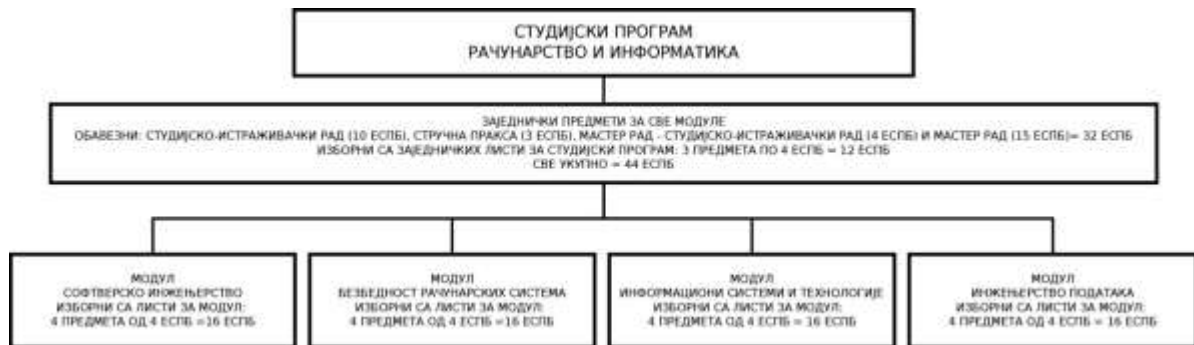 СТУДИЈСКИ ПРОГРАМ
РАЧУНАРСТВО И ИНФОРМАТИКА
ЗАЈЕДНИЧКИ ПРЕДМЕТИ ЗА СВЕ МОДУЛЕ
ОБАВЕЗНИ: СТУДИЈСКО-ИСТРАЖИВАЧКИ РАД (10 ЕСПБ), СТРУЧНА ПРАКСА (3 ЕСПБ), МАСТЕР РАД - СТУДИЈСКО-ИСТРАЖИВАЧКИ РАД (4 ЕСПБ) И МАСТЕР РАД (15 ЕСПБ)= 32 ЕСПБ
ИЗБОРНИ СА ЗАЈЕДНИЧКИХ ЛИСТИ ЗА СТУДИЈСКИ ПРОГРАМ: 3 ПРЕДМЕТА ПО 4 ЕСПБ = 12 ЕСПБ
СВЕ УКУПНО = 44 ЕСПБ
МОДУЛ
СОФТВЕРСКО ИНЖЕЊЕРСТВО
ИЗБОРНИ СА ЛИСТИ ЗА МОДУЛ:
4 ПРЕДМЕТА ОД 4 ЕСПБ =16 ЕСПБ
МОДУЛ
БЕЗБЕДНОСТ РАЧУНАРСКИХ СИСТЕМА
ИЗБОРНИ СА ЛИСТИ ЗА МОДУЛ:
4 ПРЕДМЕТА ОД 4 ЕСПБ =16 ЕСПБ
МОДУЛ
ИНФОРМАЦИОНИ СИСТЕМИ И ТЕХНОЛОГИЈЕ
ИЗБОРНИ СА ЛИСТИ ЗА МОДУЛ:
4 ПРЕДМЕТА ОД 4 ЕСПБ = 16 ЕСПБ
МОДУЛ
ИНЖЕЊЕРСТВО ПОДАТАКА
ИЗБОРНИ СА ЛИСТИ ЗА МОДУЛ:
4 ПРЕДМЕТА ОД 4 ЕСПБ = 16 ЕСПБ